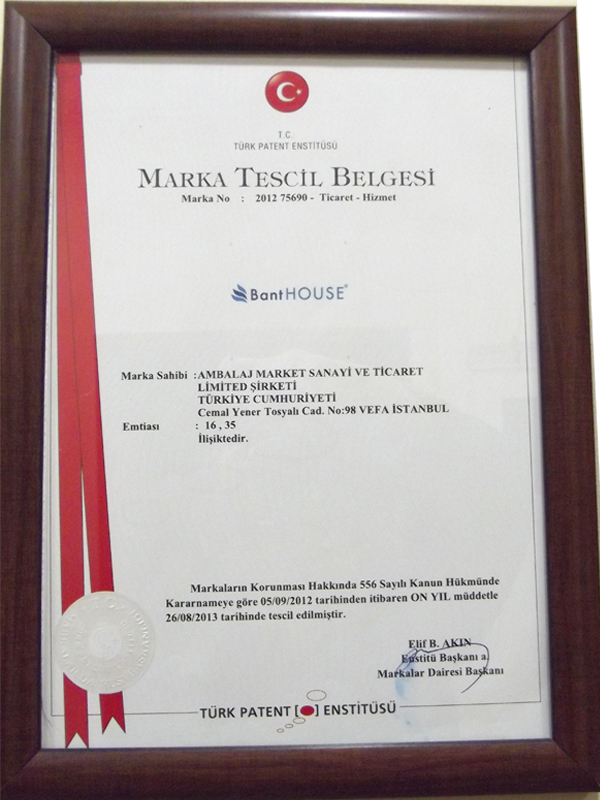 T.C.
TÜRK PATENT ENSTİTÜSÜ
MARKA TESCİL BELGESİ
Marka No : 2012 75690 - Ticaret - Hizmet
BantHOUSE®
Marka Sahibi : AMBALAJ MARKET SANAYİ VE TİCARET
LİMİTED ŞİRKETİ
TÜRKİYE CUMHURİYETİ
Cemal Yener Tosyalı Cad. No:98 VEFA İSTANBUL
Emtiası : 16 , 35
İlişiktedir.
Markaların Korunması Hakkında 556 Sayılı Kanun Hükmünde
Kararnameye göre 05/09/2012 tarihinden itibaren ON YIL müddetle
26/08/2013 tarihinde tescil edilmiştir.
Elif B. AKIN
Enstitü Başkanı a.
Markalar Dairesi Başkanı
TÜRK PATENT ENSTİTÜSÜ